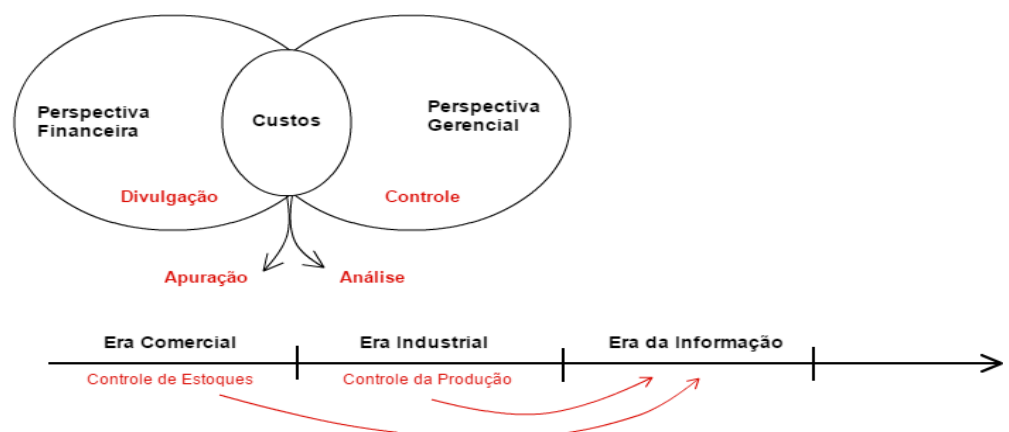 Perspectiva
Financeira
Custos
Perspectiva
Gerencial
Divulgação
Controle
Apuração
Análise
Era Comercial
Era Industrial
Era da Informação
Controle de Estoques
Controle da Produção